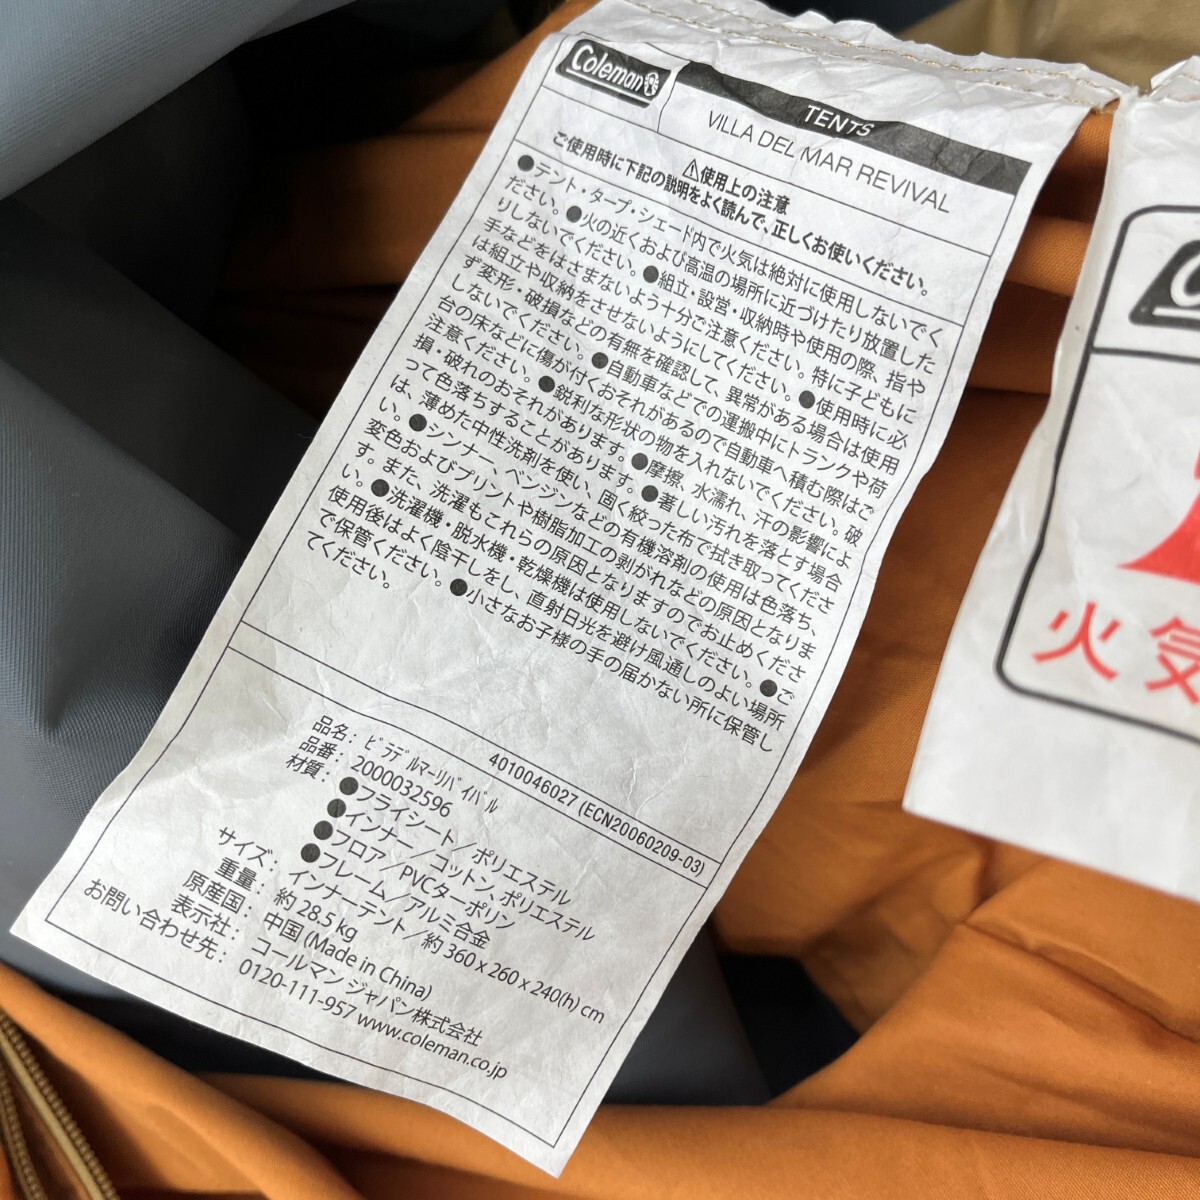 Coleman
TENTS
VILLA DEL MAR REVIVAL
⚠使用上の注意
ご使用時に下記の説明をよく読んで、正しくお使いください。
●テント・タープ・シェード内で火気は絶対に使用しないでく
ださい。●火の近くおよび高温の場所に近づけたり放置した
りしないでください。●組立・設営・収納時や使用の際、指や
手などをはさまないよう十分ご注意ください。特に子どもに
は組立や収納をさせないようにしてください。●使用時に必
ず変形・破損などの有無を確認して、異常がある場合は使用
しないでください。●自動車などでの運搬中にトランクや荷
台の床などに傷が付くおそれがあるので自動車へ積む際はご
注意ください。●鋭利な形状の物を入れないでください。破
損・破れのおそれがあります。●摩擦、水濡れ、汗の影響によ
って色落ちすることがあります。●著しい汚れを落とす場合
は、薄めた中性洗剤を使い、固く絞った布で拭き取ってくださ
い。●シンナー、ベンジンなどの有機溶剤の使用は色落ち、
変色およびプリントや樹脂加工の剥がれなどの原因となりま
す。また、洗濯もこれらの原因となりますのでお止めくださ
い。●洗濯機・脱水機・乾燥機は使用しないでください。●ご
使用後はよく陰干しをし、直射日光を避け風通しのよい場所
で保管ください。●小さなお子様の手の届かない所に保管し
てください。
4010046027 (ECN20060209-03)
品名: ﾋﾞﾗﾃﾞﾙﾏｰﾘﾊﾞｲﾊﾞﾙ
品番: 2000032596
材質: ●フライシート／ポリエステル
●インナー／コットン、ポリエステル
●フロア／PVCターポリン
●フレーム／アルミ合金
サイズ: インナーテント／約 360 x 260 x 240(h) cm
重量: 約 28.5 kg
原産国: 中国 (Made in China)
表示社: コールマン ジャパン株式会社
お問い合わせ先: 0120-111-957 www.coleman.co.jp
火気